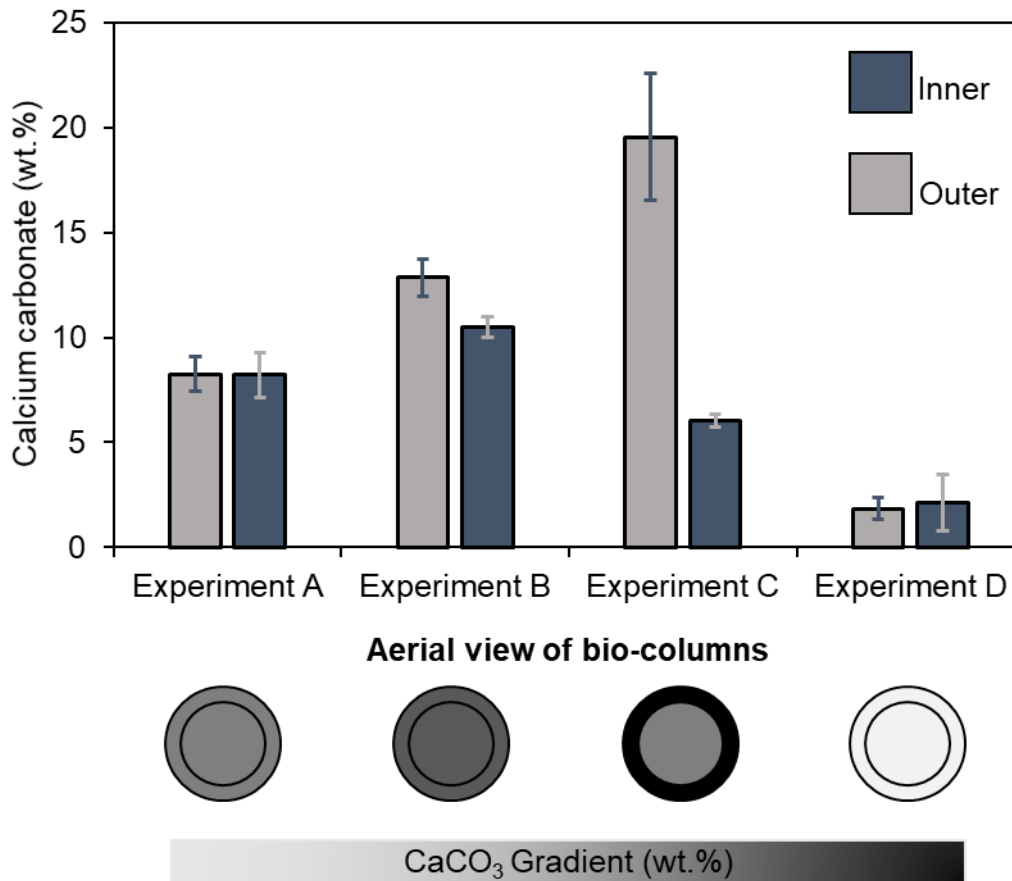 Calcium carbonate (wt.%)
25
20
15
10
5
0
Inner
Outer
Experiment A
Experiment B
Experiment C
Experiment D
Aerial view of bio-columns
CaCO₃ Gradient (wt.%)